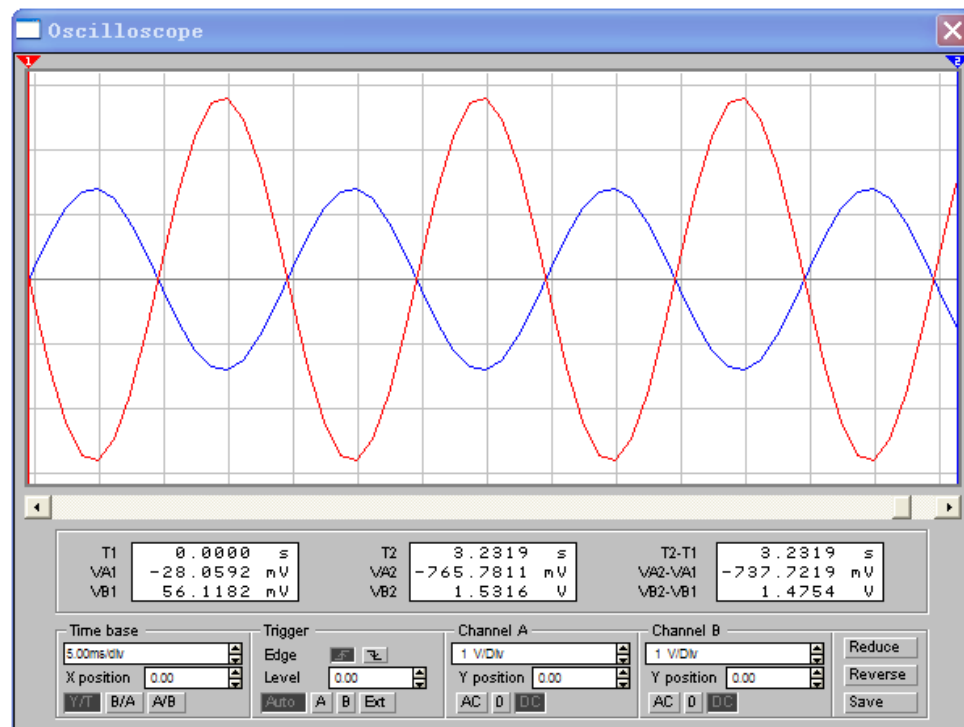 Oscilloscope
1 2
T1 0.0000 s T2 3.2319 s T2-T1 3.2319 s
VA1 -28.0592 mV VA2 -765.7811 mV VA2-VA1 -737.7219 mV
VB1 56.1182 mV VB2 1.5316 V VB2-VB1 1.4754 V
Time base Trigger Channel A Channel B
5.00ms/div Edge 1 V/Div 1 V/Div Reduce
X position 0.00 Level 0.00 Y position 0.00 Y position 0.00 Reverse
Y/T B/A A/B Auto A B Ext AC 0 DC AC 0 DC Save